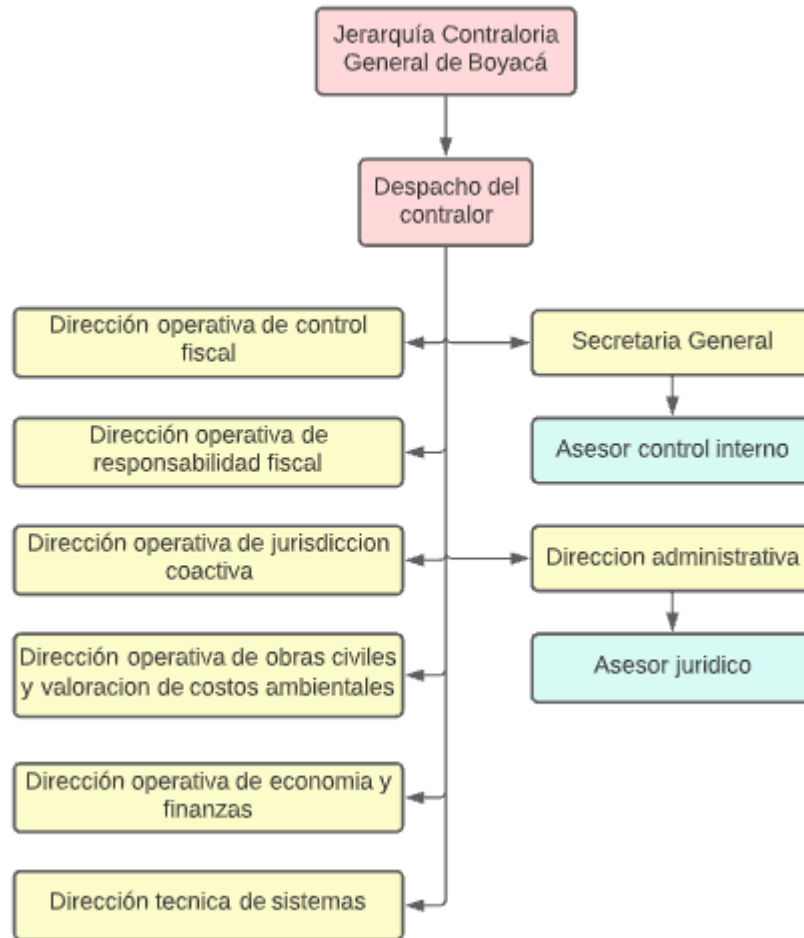 Jerarquía Contraloria
General de Boyacá
Despacho del
contralor
Dirección operativa de control
fiscal
Secretaria General
Dirección operativa de
responsabilidad fiscal
Asesor control interno
Dirección operativa de jurisdiccion
coactiva
Direccion administrativa
Dirección operativa de obras civiles
y valoracion de costos ambientales
Asesor juridico
Dirección operativa de economia y
finanzas
Dirección tecnica de sistemas